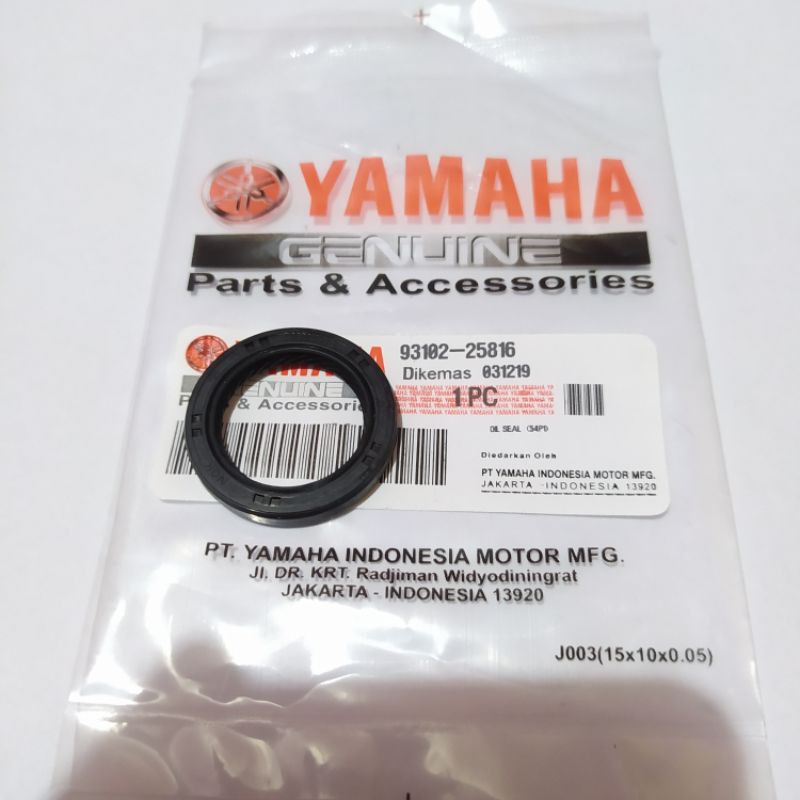 YAMAHA
GENUINE
Parts & Accessories
93102-25816
Dikemas 031219
GENUINE
1 PC
& Accessories
OIL SEAL (54P)
Diedarkan Oleh
PT YAMAHA INDONESIA MOTOR MFG.
JAKARTA - INDONESIA 13920
PT. YAMAHA INDONESIA MOTOR MFG.
Jl. DR. KRT. Radjiman Widyodiningrat
JAKARTA - INDONESIA 13920
J003(15x10x0.05)